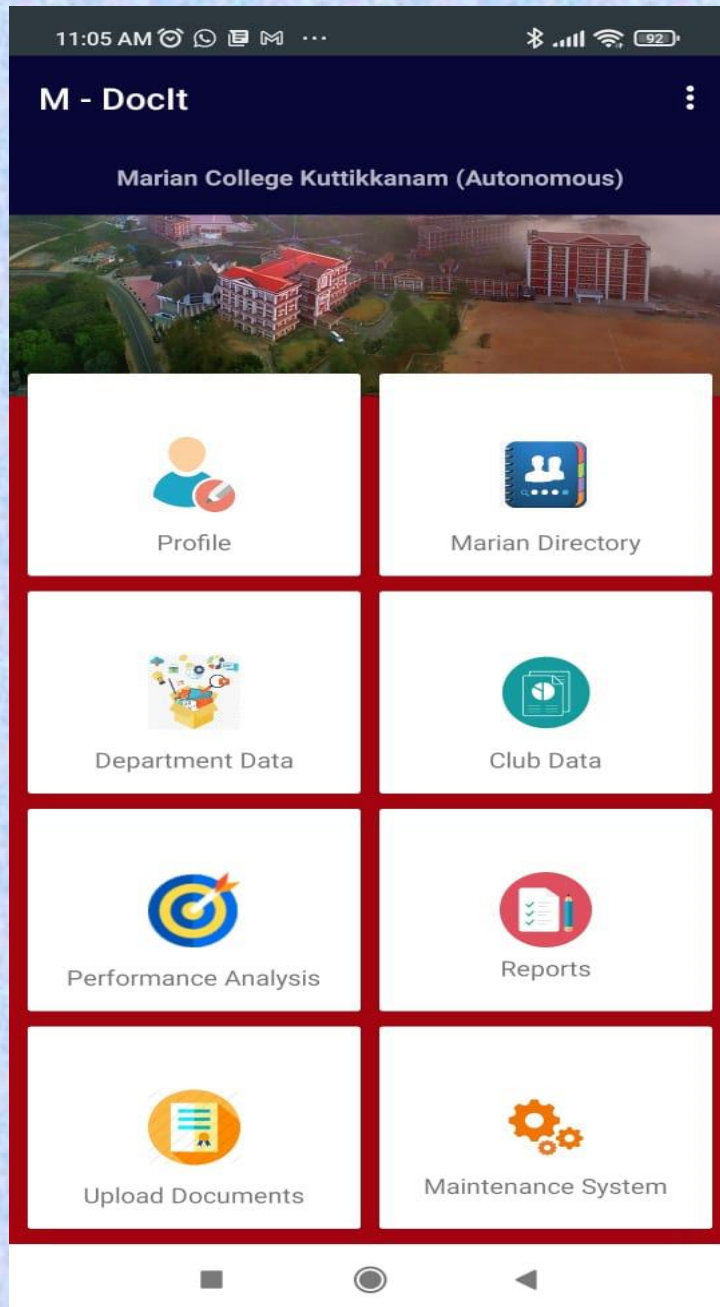 11:05 AM
92
M - DocIt
Marian College Kuttikkanam (Autonomous)
Profile
Marian Directory
Department Data
Club Data
Performance Analysis
Reports
Upload Documents
Maintenance System